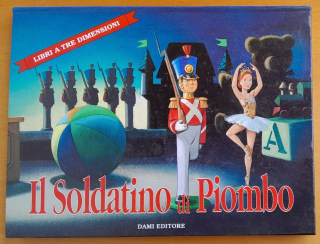 LIBRI A TRE DIMENSIONI
A
Il Soldatino di Piombo
DAMI EDITORE